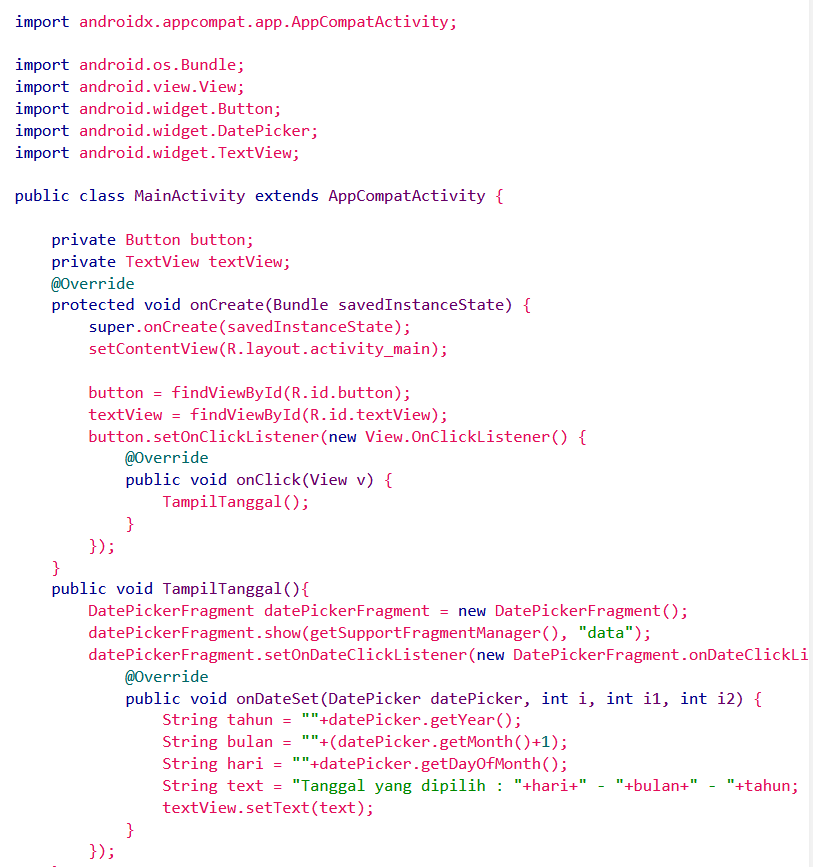 import androidx.appcompat.app.AppCompatActivity;
import android.os.Bundle;
import android.view.View;
import android.widget.Button;
import android.widget.DatePicker;
import android.widget.TextView;
public class MainActivity extends AppCompatActivity {
private Button button;
private TextView textView;
@Override
protected void onCreate(Bundle savedInstanceState) {
super.onCreate(savedInstanceState);
setContentView(R.layout.activity_main);
button = findViewById(R.id.button);
textView = findViewById(R.id.textView);
button.setOnClickListener(new View.OnClickListener() {
@Override
public void onClick(View v) {
TampilTanggal();
}
});
}
public void TampilTanggal(){
DatePickerFragment datePickerFragment = new DatePickerFragment();
datePickerFragment.show(getSupportFragmentManager(), "data");
datePickerFragment.setOnDateClickListener(new DatePickerFragment.onDateClickLi
@Override
public void onDateSet(DatePicker datePicker, int i, int i1, int i2) {
String tahun = ""+datePicker.getYear();
String bulan = ""+(datePicker.getMonth()+1);
String hari = ""+datePicker.getDayOfMonth();
String text = "Tanggal yang dipilih : "+hari+" - "+bulan+" - "+tahun;
textView.setText(text);
}
});